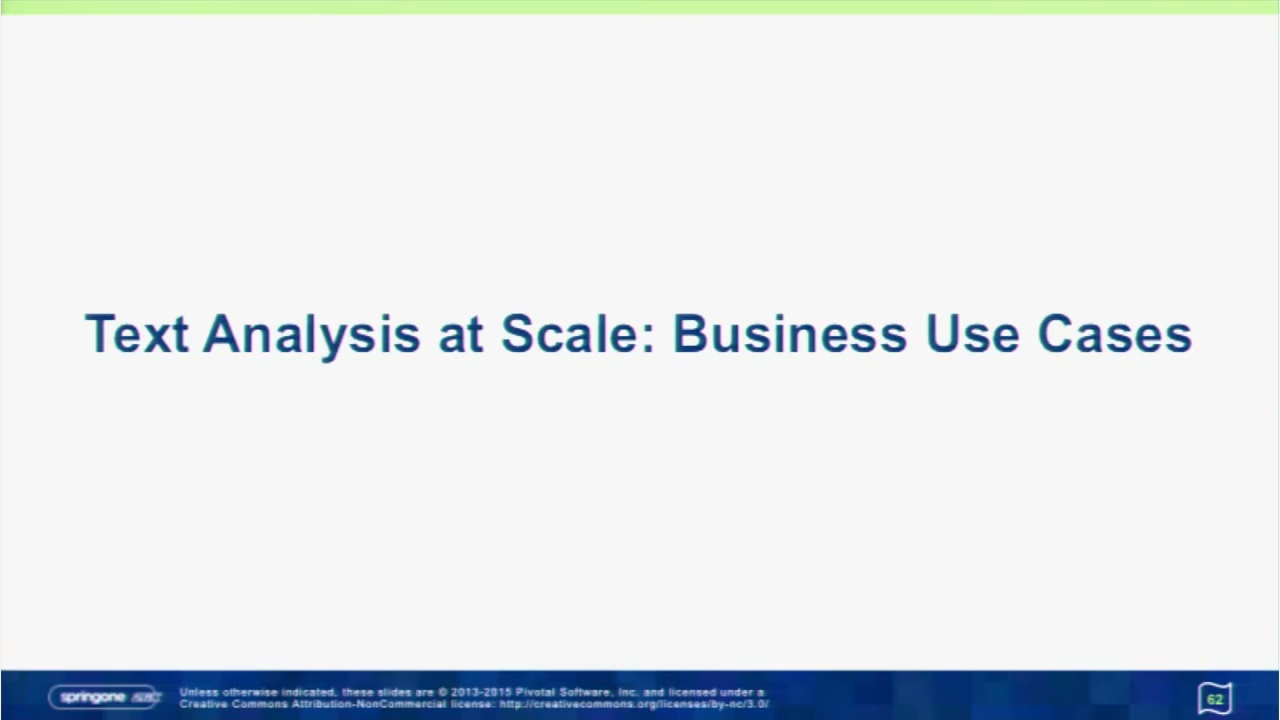 Text Analysis at Scale: Business Use Cases
springone
Unless otherwise indicated, these slides are © 2013-2015 Pivotal Software, Inc. and licensed under a
Creative Commons Attribution-NonCommercial license: http://creativecommons.org/licenses/by-nc/3.0/
62